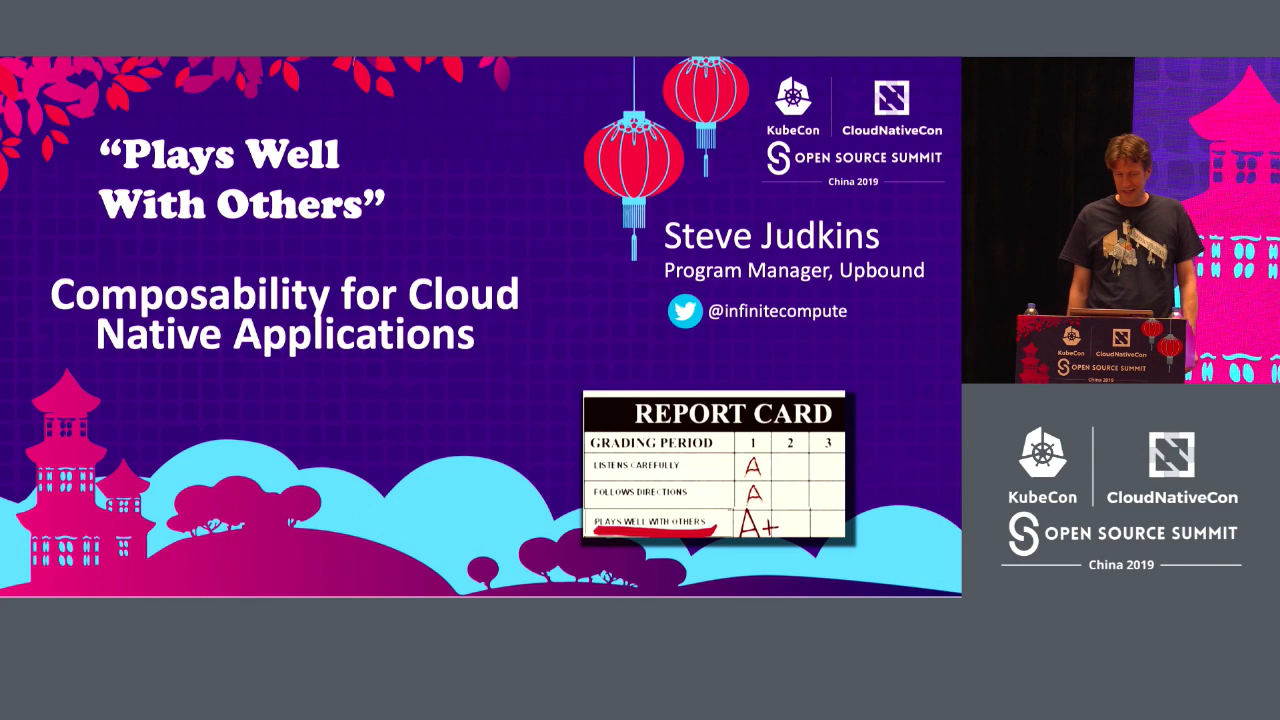 “Plays Well
With Others”
Composability for Cloud
Native Applications
KubeCon
CloudNativeCon
OPEN SOURCE SUMMIT
China 2019
Steve Judkins
Program Manager, Upbound
@infinitecompute
REPORT CARD
GRADING PERIOD 1 2 3
LISTENS CAREFULLY A
FOLLOWS DIRECTIONS A
PLAYS WELL WITH OTHERS A+
KubeCon
CloudNativeCon
OPEN SOURCE SUMMIT
China 2019
KubeCon
CloudNativeCon
OPEN SOURCE SUMMIT
China 2019